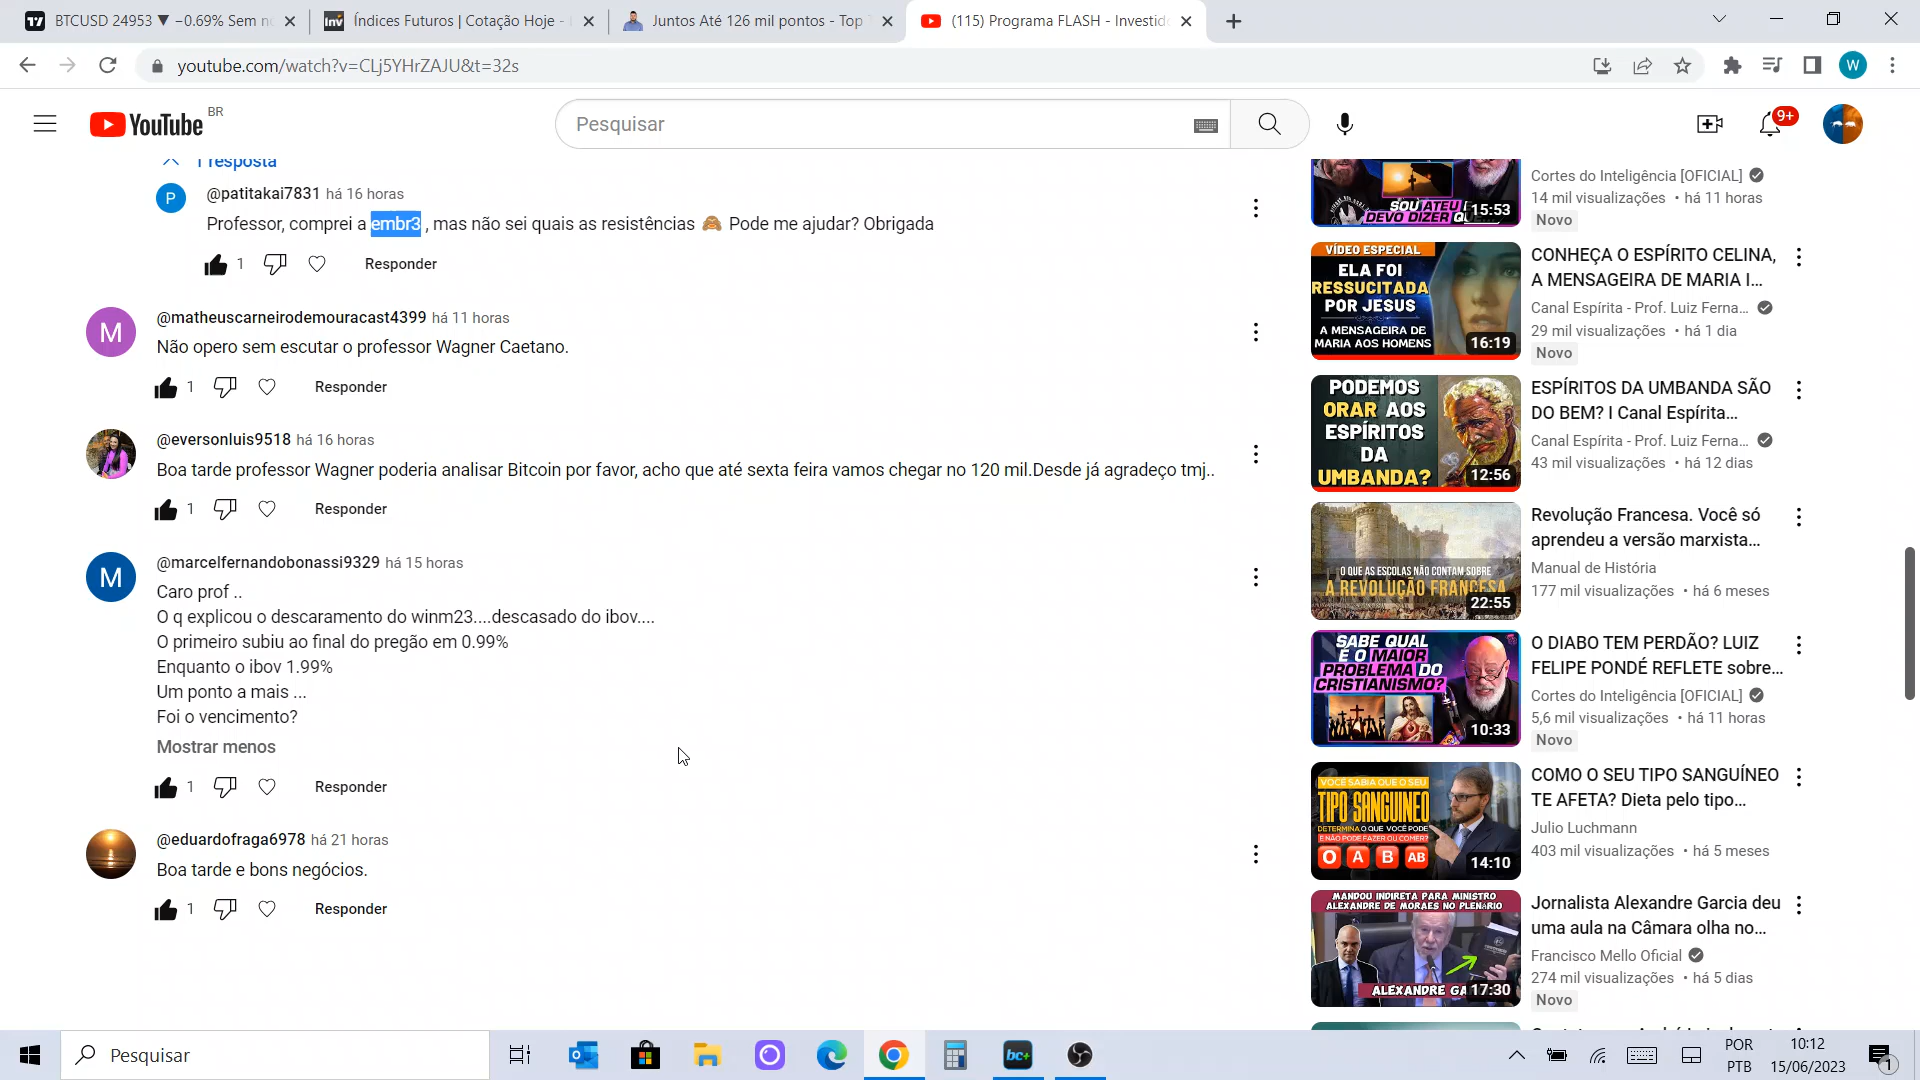 BTCUSD 24953 ▼ −0.69% Sem n
Índices Futuros | Cotação Hoje -
Juntos Até 126 mil pontos - Top
(115) Programa FLASH - Investid
youtube.com/watch?v=CLj5YHrZAJU&t=32s
W
YouTube BR
Pesquisar
9+
1 resposta
P
@patitakai7831 há 16 horas
Professor, comprei a embr3 , mas não sei quais as resistências 🙈 Pode me ajudar? Obrigada
1 Responder
M
@matheuscarneirodemouracast4399 há 11 horas
Não opero sem escutar o professor Wagner Caetano.
1 Responder
@eversonluis9518 há 16 horas
Boa tarde professor Wagner poderia analisar Bitcoin por favor, acho que até sexta feira vamos chegar no 120 mil.Desde já agradeço tmj..
1 Responder
M
@marcelfernandobonassi9329 há 15 horas
Caro prof ..
O q explicou o descaramento do winm23....descasado do ibov....
O primeiro subiu ao final do pregão em 0.99%
Enquanto o ibov 1.99%
Um ponto a mais ...
Foi o vencimento?
Mostrar menos
1 Responder
@eduardofraga6978 há 21 horas
Boa tarde e bons negócios.
1 Responder
SOU ATEU
DEVO DIZER QUE
15:53
Cortes do Inteligência [OFICIAL]
14 mil visualizações • há 11 horas
Novo
VÍDEO ESPECIAL
ELA FOI
RESSUCITADA
POR JESUS
A MENSAGEIRA DE
MARIA AOS HOMENS
16:19
CONHEÇA O ESPÍRITO CELINA,
A MENSAGEIRA DE MARIA I...
Canal Espírita - Prof. Luiz Ferna...
29 mil visualizações • há 1 dia
Novo
PODEMOS
ORAR AOS
ESPÍRITOS
DA
UMBANDA?
12:56
ESPÍRITOS DA UMBANDA SÃO
DO BEM? I Canal Espírita...
Canal Espírita - Prof. Luiz Ferna...
43 mil visualizações • há 12 dias
O QUE AS ESCOLAS NÃO CONTAM SOBRE
A REVOLUÇÃO FRANCESA
22:55
Revolução Francesa. Você só
aprendeu a versão marxista...
Manual de História
177 mil visualizações • há 6 meses
SABE QUAL
É O MAIOR
PROBLEMA DO
CRISTIANISMO?
10:33
O DIABO TEM PERDÃO? LUIZ
FELIPE PONDÉ REFLETE sobre...
Cortes do Inteligência [OFICIAL]
5,6 mil visualizações • há 11 horas
Novo
VOCÊ SABIA QUE O SEU
TIPO SANGUINEO
DETERMINA O QUE VOCÊ PODE
E NÃO PODE FAZER OU COMER?
O A B AB
14:10
COMO O SEU TIPO SANGUÍNEO
TE AFETA? Dieta pelo tipo...
Julio Luchmann
403 mil visualizações • há 5 meses
MANDOU INDIRETA PARA MINISTRO
ALEXANDRE DE MORAES NO PLENÁRIO
ALEXANDRE GA
17:30
Jornalista Alexandre Garcia deu
uma aula na Câmara olha no...
Francisco Mello Oficial
274 mil visualizações • há 5 dias
Novo
Pesquisar
bc+
POR
PTB
10:12
15/06/2023
1